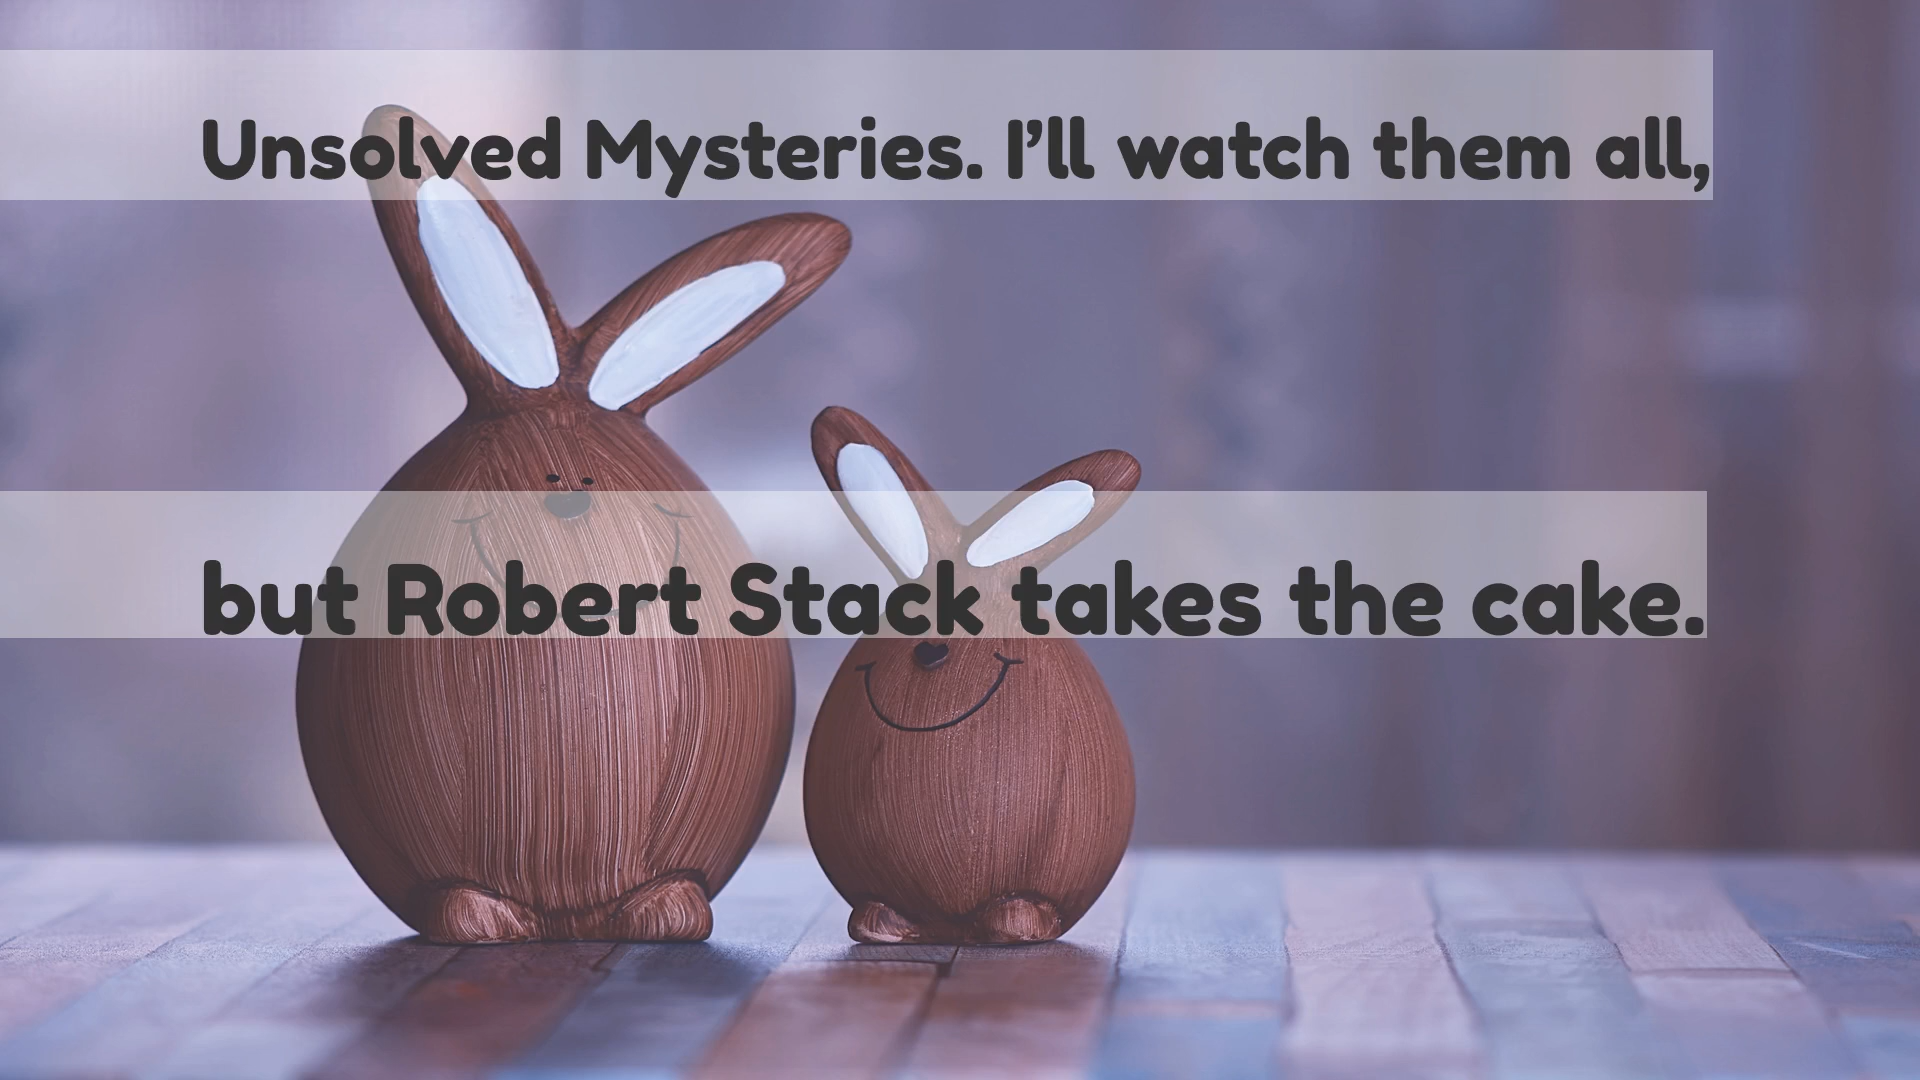 Unsolved Mysteries. I’ll watch them all,
but Robert Stack takes the cake.